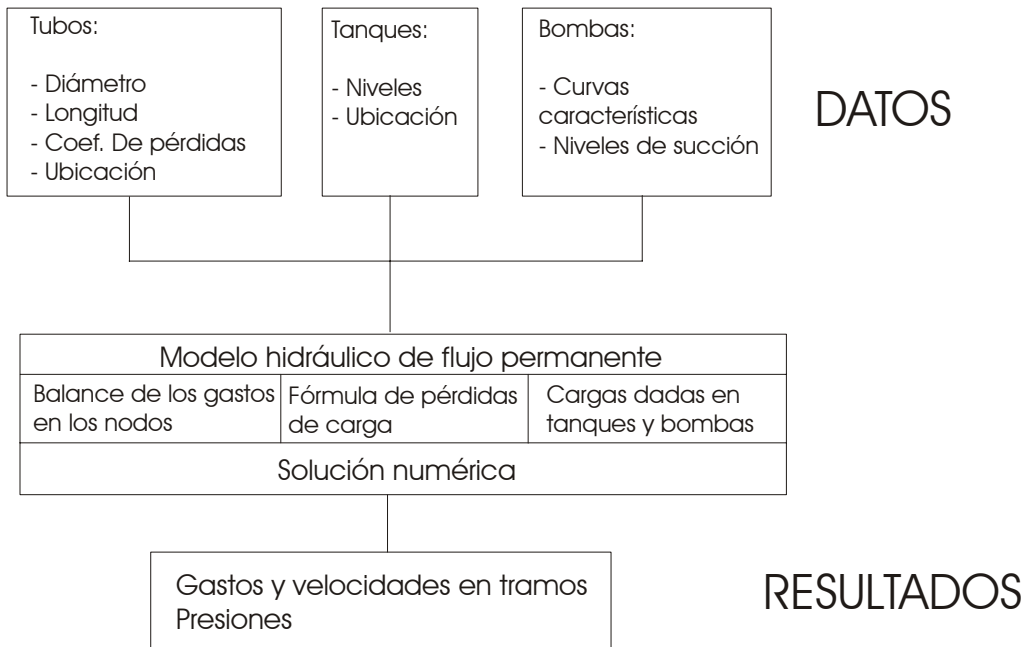 Tubos:
- Diámetro
- Longitud
- Coef. De pérdidas
- Ubicación
Tanques:
- Niveles
- Ubicación
Bombas:
- Curvas
características
- Niveles de succión
DATOS
Modelo hidráulico de flujo permanente
Balance de los gastos
en los nodos
Fórmula de pérdidas
de carga
Cargas dadas en
tanques y bombas
Solución numérica
Gastos y velocidades en tramos
Presiones
RESULTADOS